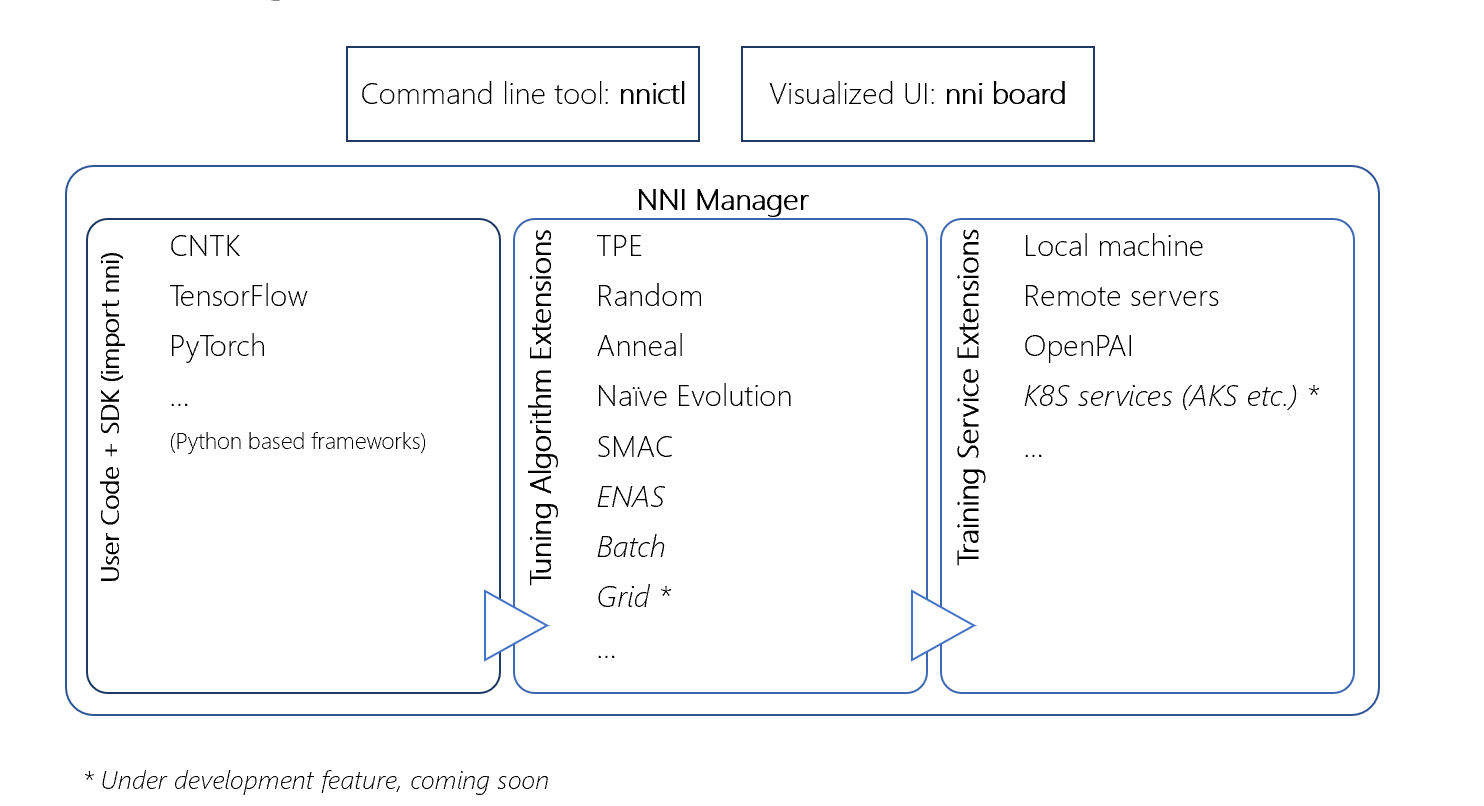 Command line tool: nnictl
Visualized UI: nni board
NNI Manager
User Code + SDK (import nni)
CNTK
TensorFlow
PyTorch
...
(Python based frameworks)
Tuning Algorithm Extensions
TPE
Random
Anneal
Naïve Evolution
SMAC
ENAS
Batch
Grid *
...
Training Service Extensions
Local machine
Remote servers
OpenPAI
K8S services (AKS etc.) *
...
* Under development feature, coming soon